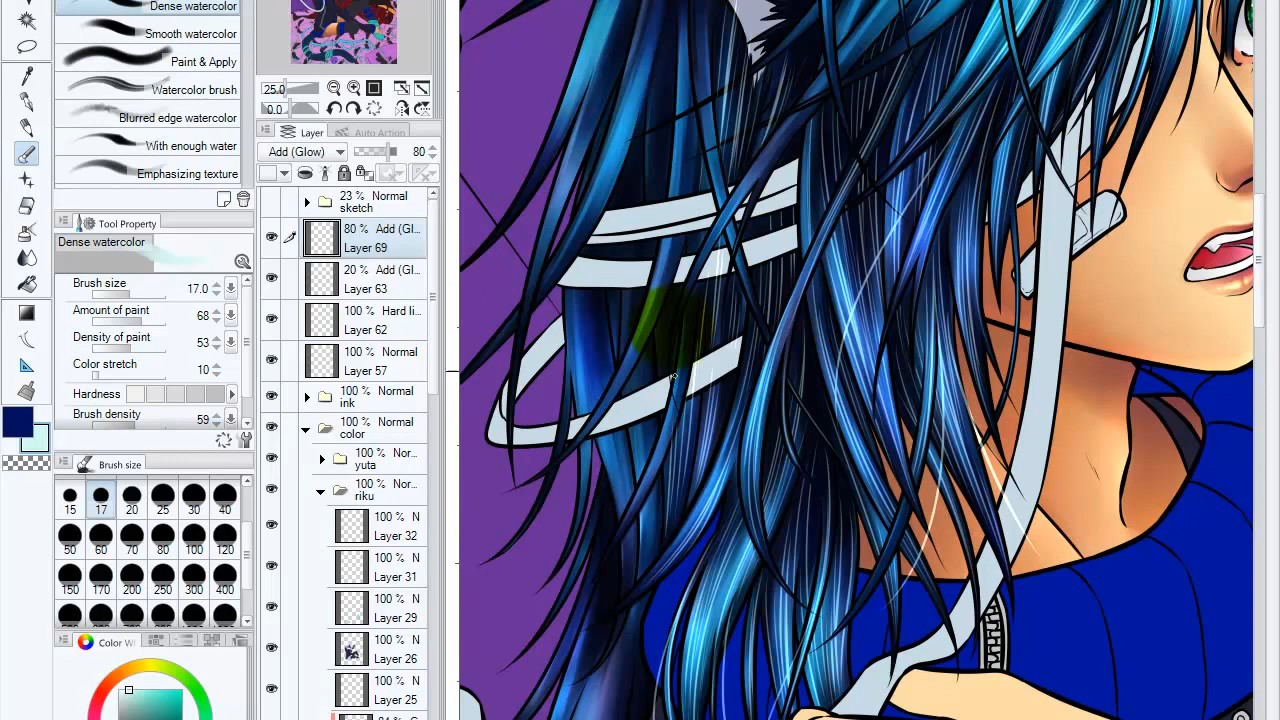 Dense watercolor
Smooth watercolor
Paint & Apply
Watercolor brush
Blurred edge watercolor
With enough water
Emphasizing texture
Tool Property
Dense watercolor
Brush size 17.0
Amount of paint 68
Density of paint 53
Color stretch 10
Hardness
Brush density 59
Brush size
15 17 20 25 30 40
50 60 70 80 100 120
150 170 200 250 300 400
Color W
25.0
0.0
Layer Auto Action
Add (Glow) 80
23 % Normal
sketch
80 % Add (Gl...
Layer 69
20 % Add (Gl...
Layer 63
100 % Hard li...
Layer 62
100 % Normal
Layer 57
100 % Normal
ink
100 % Normal
color
100 % Nor...
yuta
100 % Nor...
riku
100 % N
Layer 32
100 % N
Layer 31
100 % N
Layer 29
100 % N
Layer 26
100 % N
Layer 25